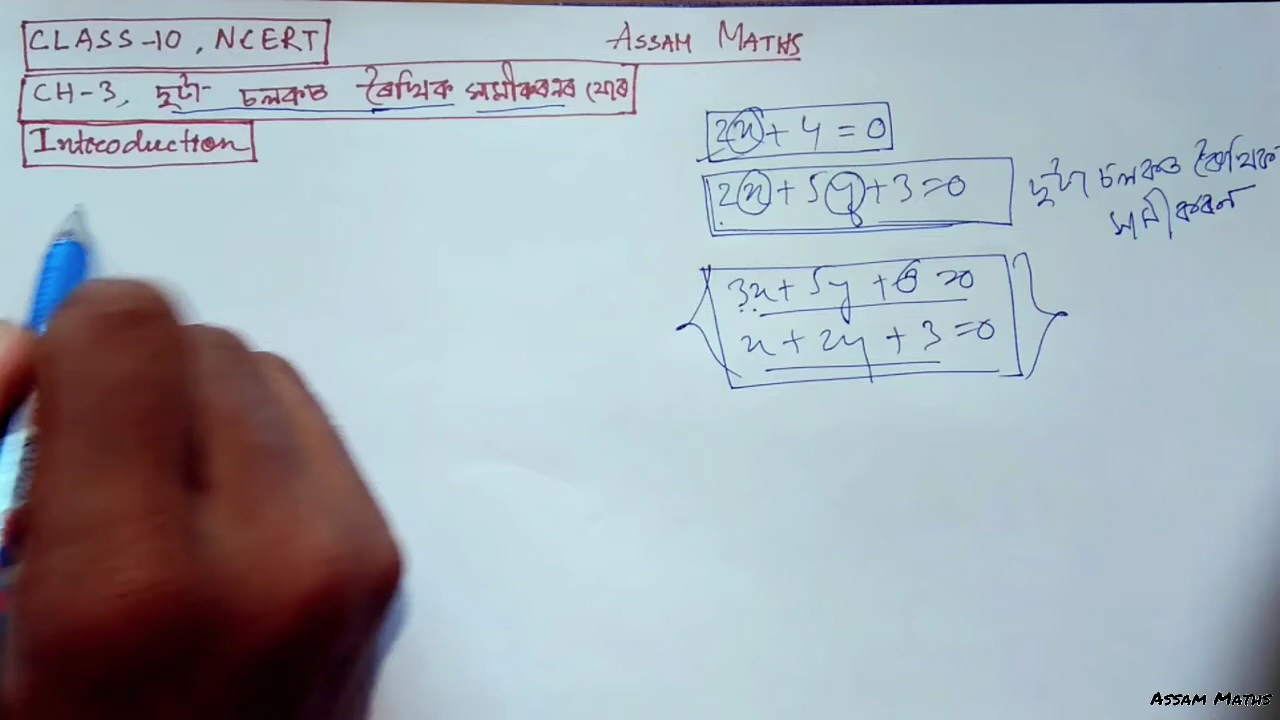 CLASS-10, NCERT
ASSAM MATHS
CH-3, দুটা চলকত ৰৈখিক সমীকৰণৰ যোৰ
Introduction
2x + 4 = 0
2x + 5y + 3 = 0
দুটা চলকত ৰৈখিক
সমীকৰণ
3x + 5y + 6 = 0
x + 2y + 3 = 0
ASSAM MATHS